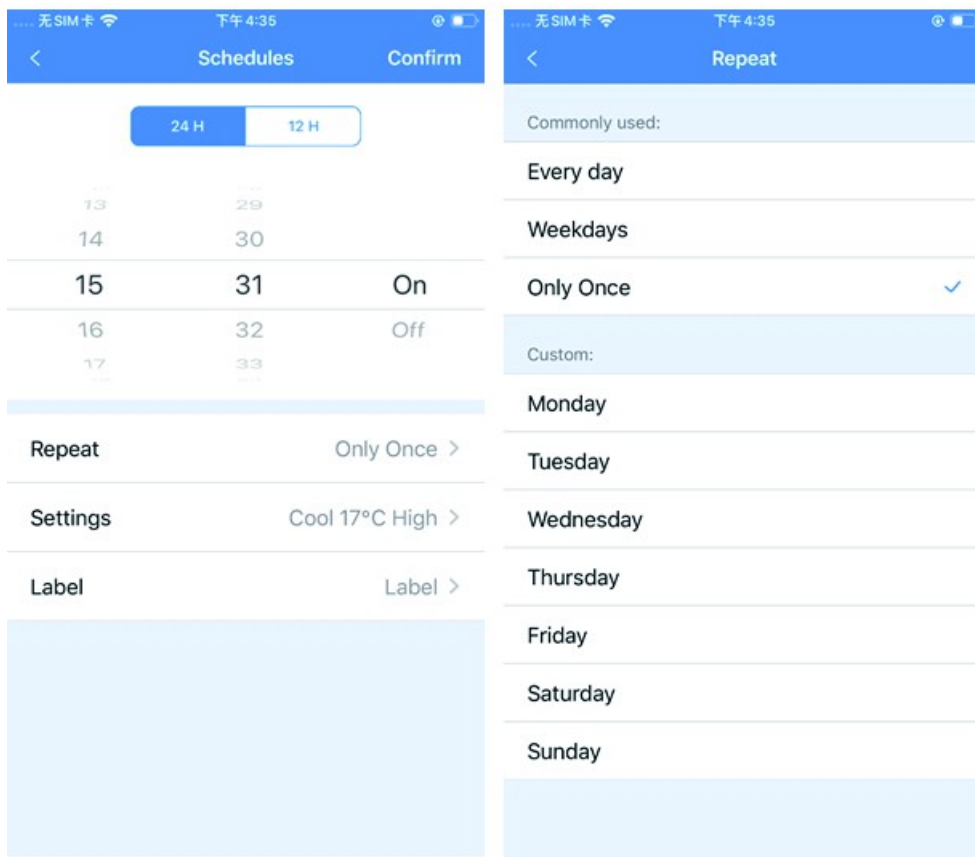 无SIM卡 下午4:35
Schedules Confirm
24 H 12 H
13 29
14 30
15 31 On
16 32 Off
17 33
Repeat Only Once
Settings Cool 17°C High
Label Label
无SIM卡 下午4:35
Repeat
Commonly used:
Every day
Weekdays
Only Once
Custom:
Monday
Tuesday
Wednesday
Thursday
Friday
Saturday
Sunday